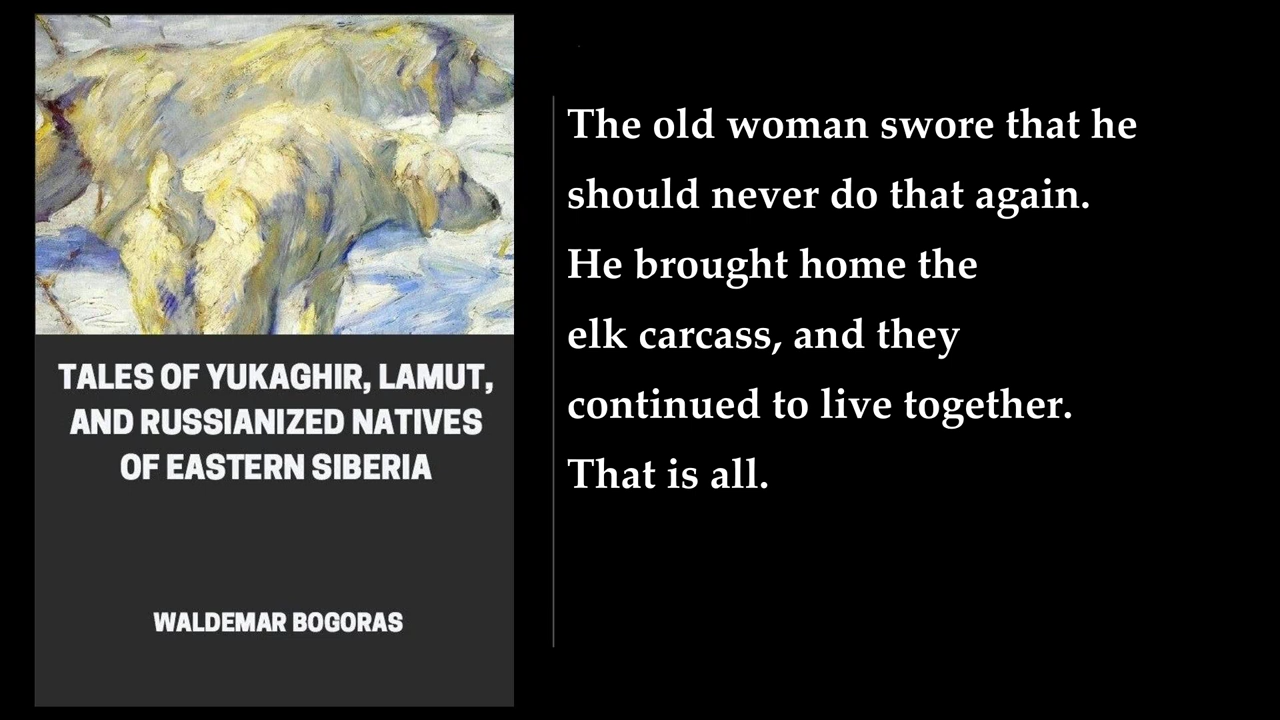 TALES OF YUKAGHIR, LAMUT,
AND RUSSIANIZED NATIVES
OF EASTERN SIBERIA
WALDEMAR BOGORAS
The old woman swore that he
should never do that again.
He brought home the
elk carcass, and they
continued to live together.
That is all.